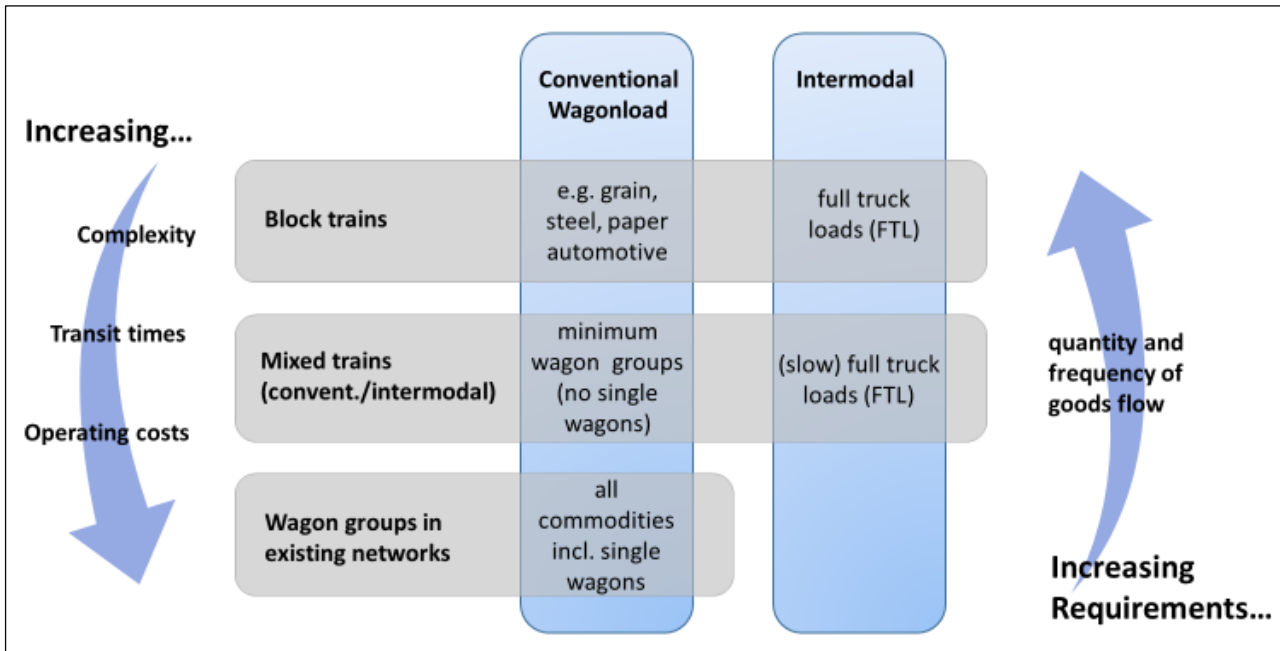 Conventional
Wagonload
Intermodal
Increasing...
Complexity
Transit times
Operating costs
Block trains
e.g. grain,
steel, paper
automotive
full truck
loads (FTL)
Mixed trains
(convent./intermodal)
minimum
wagon groups
(no single
wagons)
(slow) full truck
loads (FTL)
Wagon groups in
existing networks
all
commodities
incl. single
wagons
quantity and
frequency of
goods flow
Increasing
Requirements...